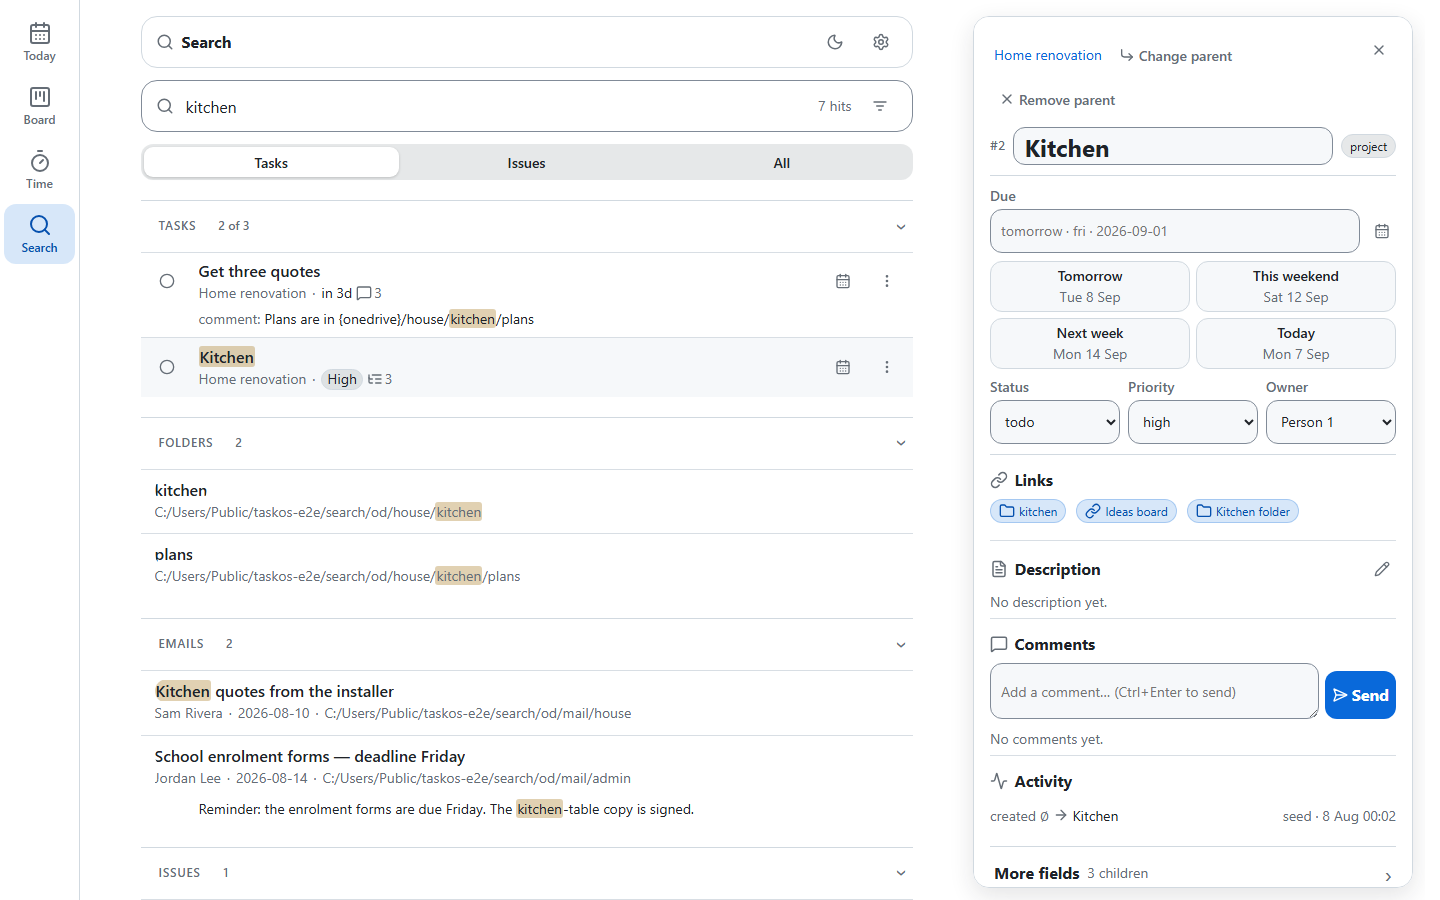 Today
Board
Time
Search
Search
kitchen
7 hits
Tasks
Issues
All
TASKS 2 of 3
Get three quotes
Home renovation · in 3d 3
comment: Plans are in {onedrive}/house/kitchen/plans
Kitchen
Home renovation · High 3
FOLDERS 2
kitchen
C:/Users/Public/taskos-e2e/search/od/house/kitchen
plans
C:/Users/Public/taskos-e2e/search/od/house/kitchen/plans
EMAILS 2
Kitchen quotes from the installer
Sam Rivera · 2026-08-10 · C:/Users/Public/taskos-e2e/search/od/mail/house
School enrolment forms — deadline Friday
Jordan Lee · 2026-08-14 · C:/Users/Public/taskos-e2e/search/od/mail/admin
Reminder: the enrolment forms are due Friday. The kitchen-table copy is signed.
ISSUES 1
Home renovation Change parent
Remove parent
#2 Kitchen project
Due
tomorrow · fri · 2026-09-01
Tomorrow
Tue 8 Sep
This weekend
Sat 12 Sep
Next week
Mon 14 Sep
Today
Mon 7 Sep
Status Priority Owner
todo high Person 1
Links
kitchen Ideas board Kitchen folder
Description
No description yet.
Comments
Add a comment... (Ctrl+Enter to send)
Send
No comments yet.
Activity
created ∅ → Kitchen seed · 8 Aug 00:02
More fields 3 children